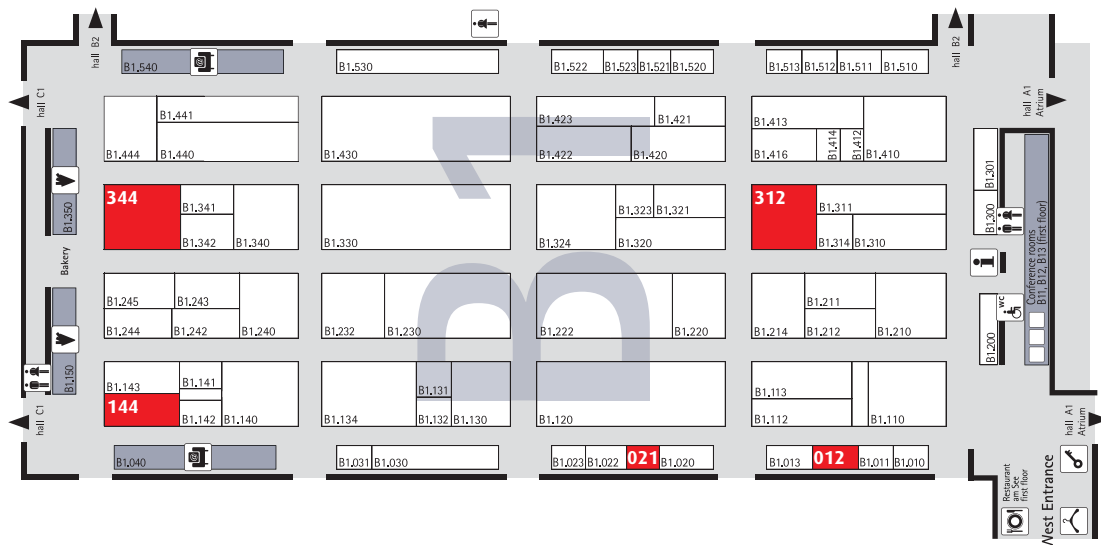 hall B2
hall B2
B1.540
B1.530
B1.522
B1.523
B1.521
B1.520
B1.513
B1.512
B1.511
B1.510
hall C1
hall A1
Atrium
B1.441
B1.444
B1.440
B1.430
B1.423
B1.421
B1.422
B1.420
B1.413
B1.416
B1.414
B1.412
B1.410
B1
B1.350
344
B1.341
B1.342
B1.340
B1.330
B1.323
B1.321
B1.324
B1.320
312
B1.311
B1.314
B1.310
B1.301
B1.300
Conference rooms
B11, B12, B13 (first floor)
Bakery
B1.245
B1.243
B1.244
B1.242
B1.240
B1.232
B1.230
B1.222
B1.220
B1.211
B1.214
B1.212
B1.210
WC
B1.200
B1.150
B1.143
B1.141
144
B1.142
B1.140
B1.134
B1.131
B1.132
B1.130
B1.120
B1.113
B1.112
B1.110
hall C1
hall A1
Atrium
B1.040
B1.031
B1.030
B1.023
B1.022
021
B1.020
B1.013
012
B1.011
B1.010
Restaurant
am See
first floor
West Entrance